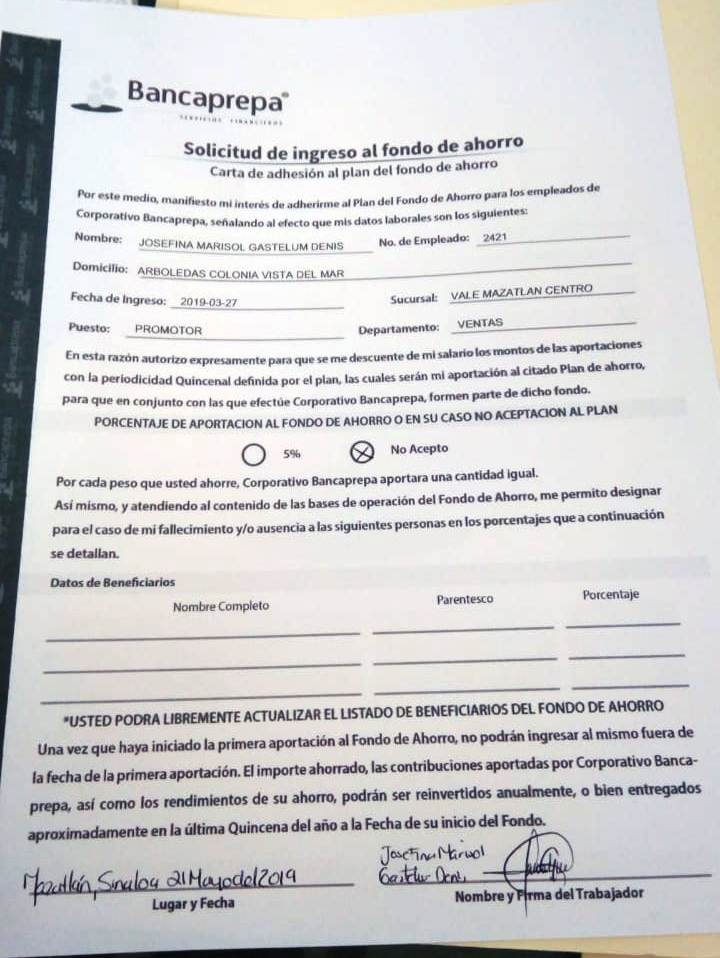 Bancaprepa®
SERVICIOS FINANCIEROS
Solicitud de ingreso al fondo de ahorro
Carta de adhesión al plan del fondo de ahorro
Por este medio, manifiesto mi interés de adherirme al Plan del Fondo de Ahorro para los empleados de
Corporativo Bancaprepa, señalando al efecto que mis datos laborales son los siguientes:
Nombre: JOSEFINA MARISOL GASTELUM DENIS No. de Empleado: 2421
Domicilio: ARBOLEDAS COLONIA VISTA DEL MAR
Fecha de Ingreso: 2019-03-27 Sucursal: VALE MAZATLAN CENTRO
Puesto: PROMOTOR Departamento: VENTAS
En esta razón autorizo expresamente para que se me descuente de mi salario los montos de las aportaciones
con la periodicidad Quincenal definida por el plan, las cuales serán mi aportación al citado Plan de ahorro,
para que en conjunto con las que efectúe Corporativo Bancaprepa, formen parte de dicho fondo.
PORCENTAJE DE APORTACION AL FONDO DE AHORRO O EN SU CASO NO ACEPTACION AL PLAN
5% No Acepto
Por cada peso que usted ahorre, Corporativo Bancaprepa aportara una cantidad igual.
Así mismo, y atendiendo al contenido de las bases de operación del Fondo de Ahorro, me permito designar
para el caso de mi fallecimiento y/o ausencia a las siguientes personas en los porcentajes que a continuación
se detallan.
Datos de Beneficiarios
Nombre Completo Parentesco Porcentaje
*USTED PODRA LIBREMENTE ACTUALIZAR EL LISTADO DE BENEFICIARIOS DEL FONDO DE AHORRO
Una vez que haya iniciado la primera aportación al Fondo de Ahorro, no podrán ingresar al mismo fuera de
la fecha de la primera aportación. El importe ahorrado, las contribuciones aportadas por Corporativo Banca-
prepa, así como los rendimientos de su ahorro, podrán ser reinvertidos anualmente, o bien entregados
aproximadamente en la última Quincena del año a la Fecha de su inicio del Fondo.
Josefina Marisol
Mazatlán, Sinaloa 21 Mayo del 2019 Gastelum Denis
Lugar y Fecha Nombre y Firma del Trabajador